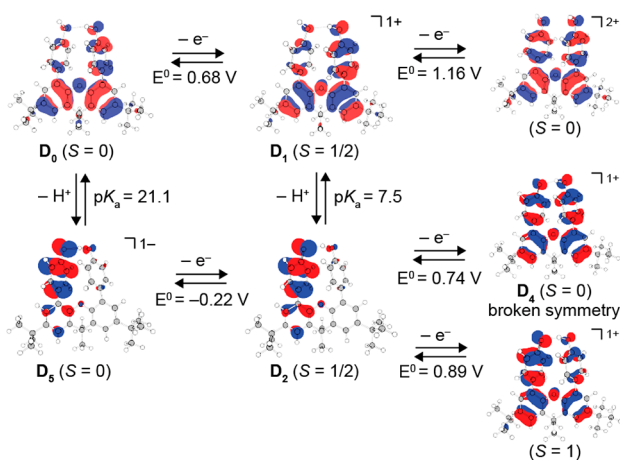 – e⁻
E⁰ = 0.68 V
⌉1+
– e⁻
E⁰ = 1.16 V
⌉2+
D₀ (S = 0)
D₁ (S = 1/2)
(S = 0)
– H⁺
pKₐ = 21.1
– H⁺
pKₐ = 7.5
⌉1–
– e⁻
E⁰ = –0.22 V
– e⁻
E⁰ = 0.74 V
⌉1+
D₄ (S = 0)
broken symmetry
D₅ (S = 0)
D₂ (S = 1/2)
– e⁻
E⁰ = 0.89 V
⌉1+
(S = 1)